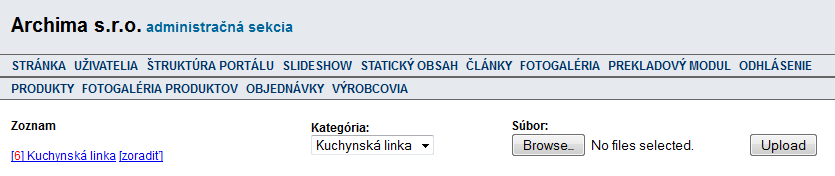 Archima s.r.o. administračná sekcia
STRÁNKA UŽIVATELIA ŠTRUKTÚRA PORTÁLU SLIDESHOW STATICKÝ OBSAH ČLÁNKY FOTOGALÉRIA PREKLADOVÝ MODUL ODHLÁSENIE
PRODUKTY FOTOGALÉRIA PRODUKTOV OBJEDNÁVKY VÝROBCOVIA
Zoznam
[6] Kuchynská linka [zoradiť]
Kategória:
Kuchynská linka
Súbor:
Browse... No files selected. Upload